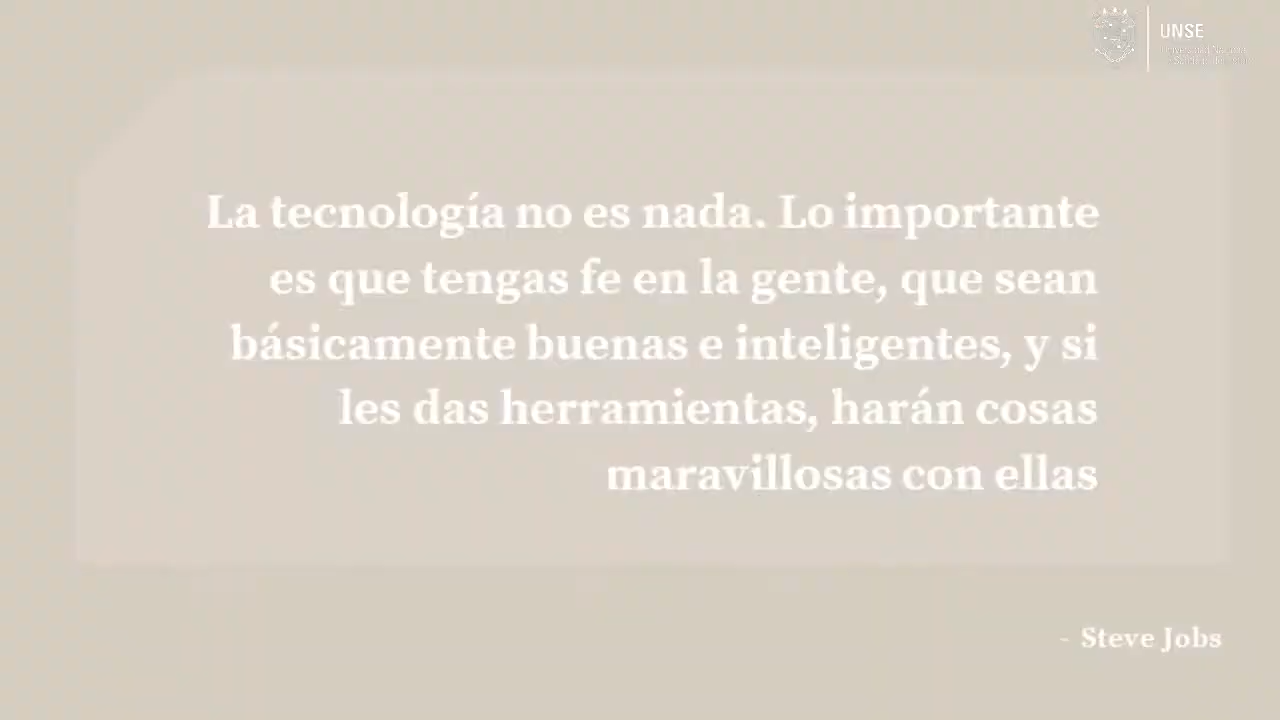 UNSE
La tecnología no es nada. Lo importante
es que tengas fe en la gente, que sean
básicamente buenas e inteligentes, y si
les das herramientas, harán cosas
maravillosas con ellas
- Steve Jobs